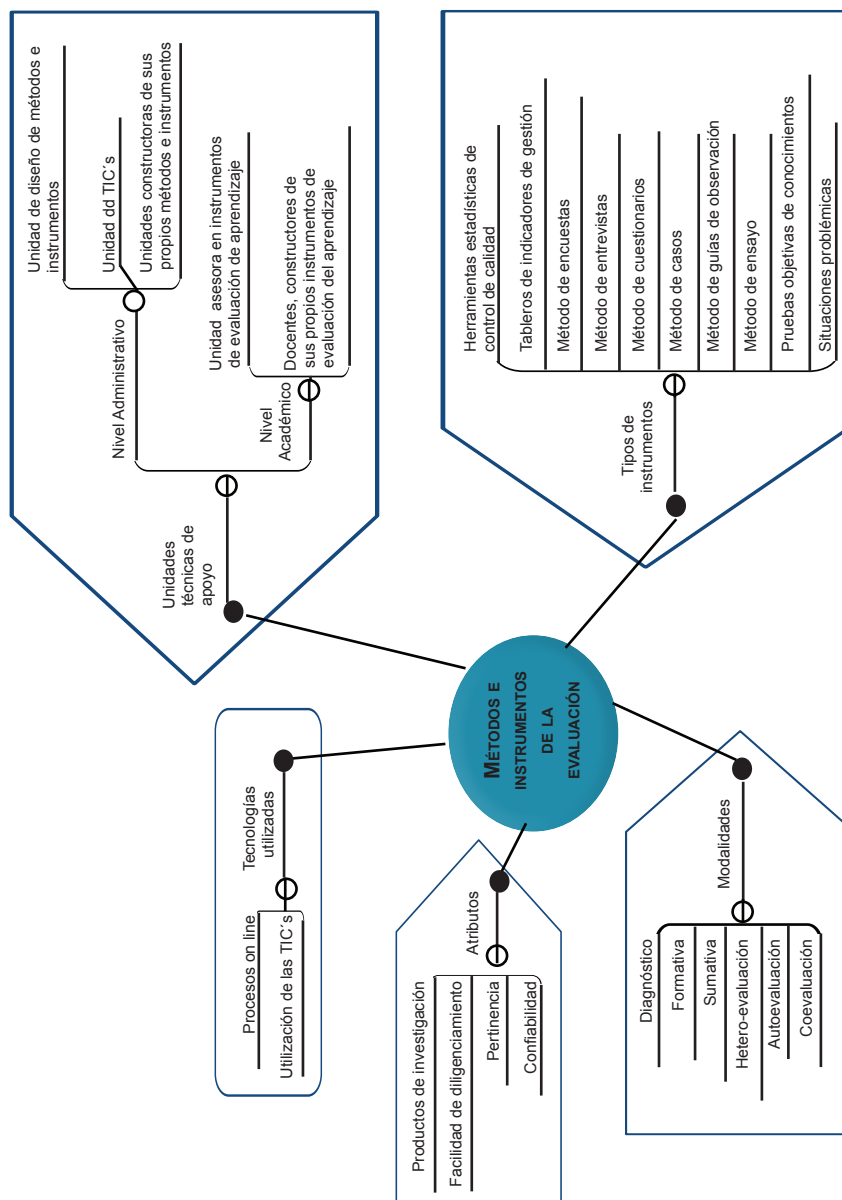 MÉTODOS E
INSTRUMENTOS
DE LA
EVALUACIÓN
Unidades
técnicas de
apoyo
Nivel Administrativo
Unidad de diseño de métodos e
instrumentos
Unidad dd TIC´s
Unidades constructoras de sus
propios métodos e instrumentos
Nivel
Académico
Unidad asesora en instrumentos
de evaluación de aprendizaje
Docentes, constructores de
sus propios instrumentos de
evaluación del aprendizaje
Tipos de
instrumentos
Herramientas estadísticas de
control de calidad
Tableros de indicadores de gestión
Método de encuestas
Método de entrevistas
Método de cuestionarios
Método de casos
Método de guías de observación
Método de ensayo
Pruebas objetivas de conocimientos
Situaciones problémicas
Tecnologías
utilizadas
Procesos on line
Utilización de las TIC´s
Atributos
Productos de investigación
Facilidad de diligenciamiento
Pertinencia
Confiabilidad
Modalidades
Diagnóstico
Formativa
Sumativa
Hetero-evaluación
Autoevaluación
Coevaluación